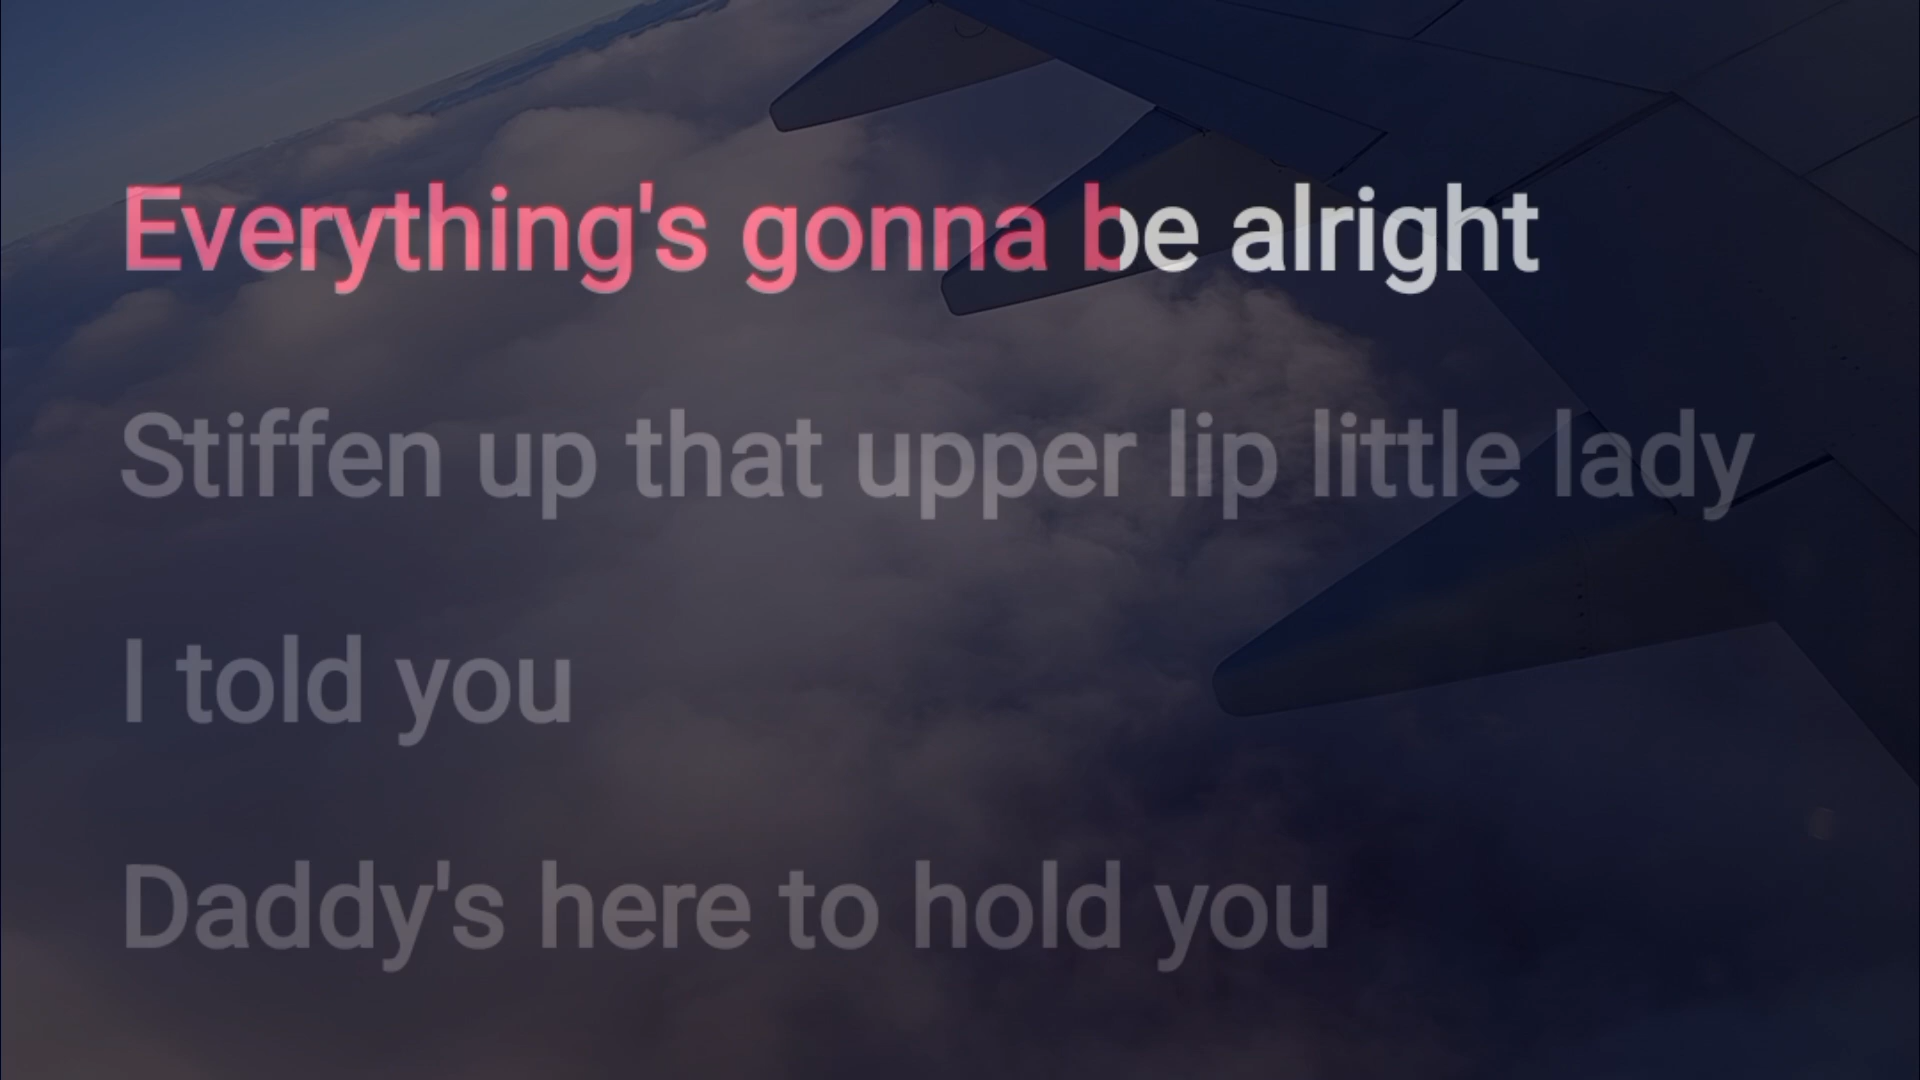 Everything's gonna be alright
Stiffen up that upper lip little lady
I told you
Daddy's here to hold you